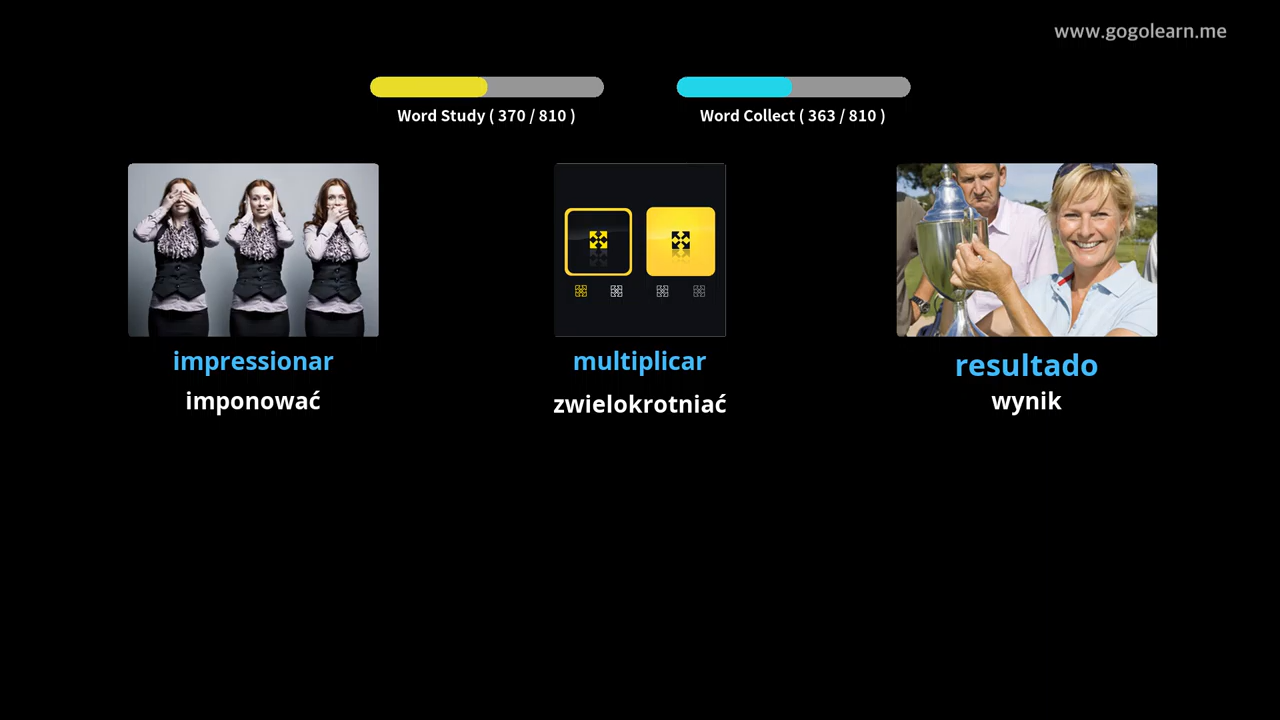 www.gogolearn.me
Word Study ( 370 / 810 )
Word Collect ( 363 / 810 )
impressionar
imponować
multiplicar
zwielokrotniać
resultado
wynik